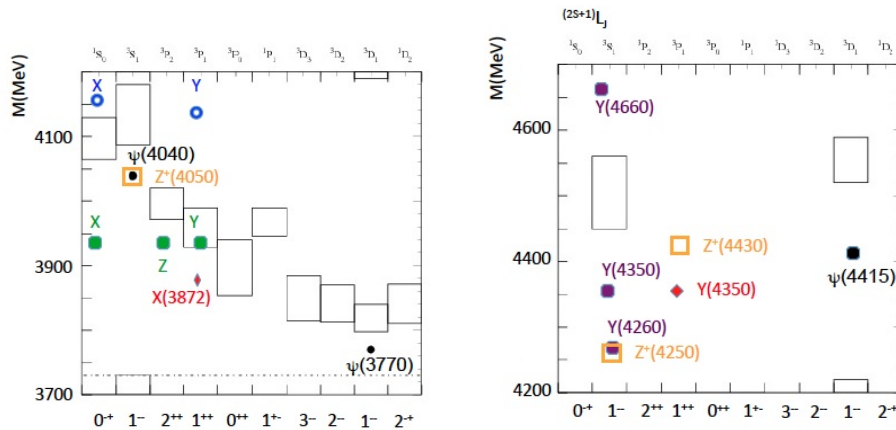 ¹S₀ ³S₁ ³P₂ ³P₁ ³P₀ ¹P₁ ³D₃ ³D₂ ³D₁ ¹D₂
M(MeV)
X Y
4100
ψ(4040)
Z⁺(4050)
X Y
Z
3900
X(3872)
ψ(3770)
3700
0⁻⁺ 1⁻⁻ 2⁺⁺ 1⁺⁺ 0⁺⁺ 1⁺⁻ 3⁻⁻ 2⁻⁻ 1⁻⁻ 2⁻⁺
⁽²ˢ⁺¹⁾L_J
¹S₀ ³S₁ ¹P₂ ³P₁ ³P₀ ¹P₁ ³D₃ ³D₂ ³D₁ ¹D₂
M(MeV)
Y(4660)
4600
Z⁺(4430)
4400
Y(4350) Y(4350) ψ(4415)
Y(4260)
Z⁺(4250)
4200
0⁻⁺ 1⁻⁻ 2⁺⁺ 1⁺⁺ 0⁺⁺ 1⁺⁻ 3⁻⁻ 2⁻⁻ 1⁻⁻ 2⁻⁺